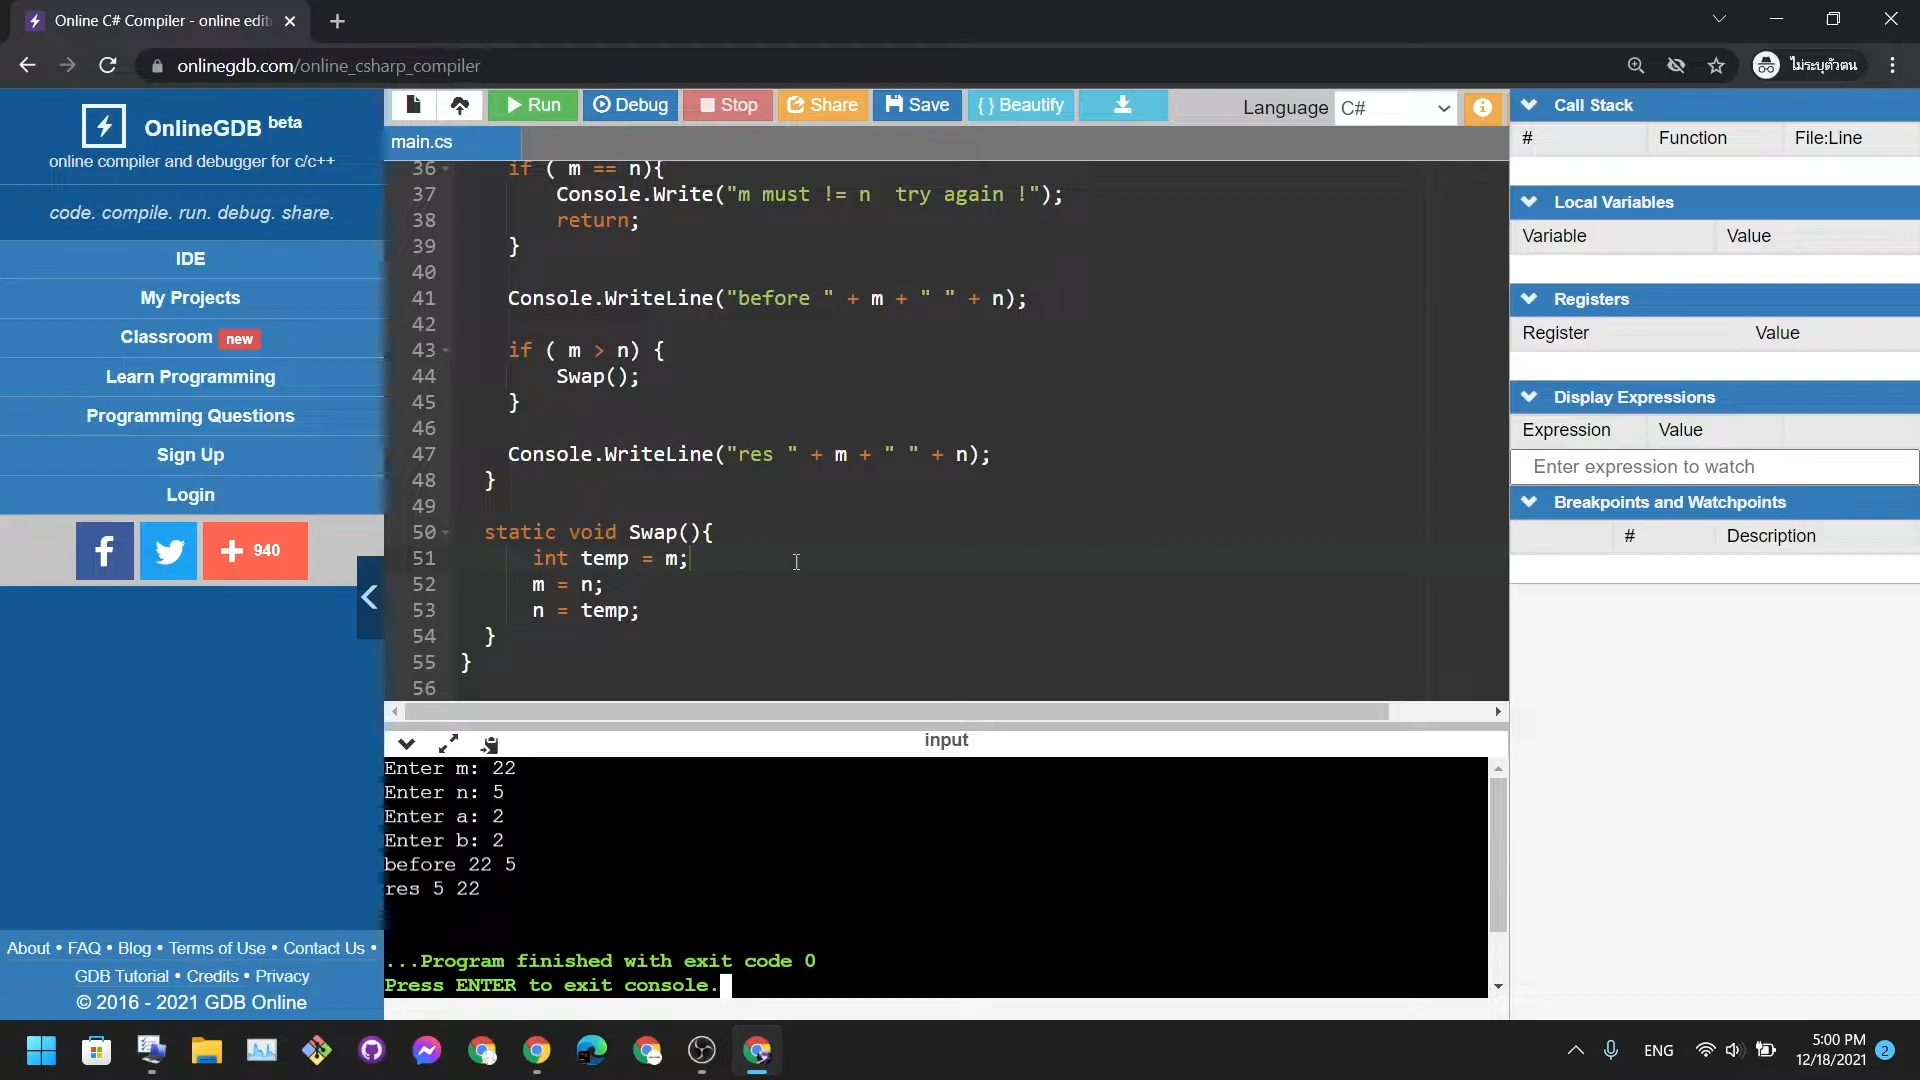 Online C# Compiler - online edit
onlinegdb.com/online_csharp_compiler
ไม่ระบุตัวตน
OnlineGDB beta
online compiler and debugger for c/c++
code. compile. run. debug. share.
IDE
My Projects
Classroom new
Learn Programming
Programming Questions
Sign Up
Login
940
About • FAQ • Blog • Terms of Use • Contact Us •
GDB Tutorial • Credits • Privacy
© 2016 - 2021 GDB Online
Run
Debug
Stop
Share
Save
{ } Beautify
Language
C#
main.cs
36 if ( m == n){
37 Console.Write("m must != n  try again !");
38 return;
39 }
40
41 Console.WriteLine("before " + m + " " + n);
42
43 if ( m > n) {
44 Swap();
45 }
46
47 Console.WriteLine("res " + m + " " + n);
48 }
49
50 static void Swap(){
51 int temp = m;
52 m = n;
53 n = temp;
54 }
55 }
56
input
Enter m: 22
Enter n: 5
Enter a: 2
Enter b: 2
before 22 5
res 5 22
...Program finished with exit code 0
Press ENTER to exit console.
Call Stack
# Function File:Line
Local Variables
Variable Value
Registers
Register Value
Display Expressions
Expression Value
Enter expression to watch
Breakpoints and Watchpoints
# Description
ENG
5:00 PM
12/18/2021
2